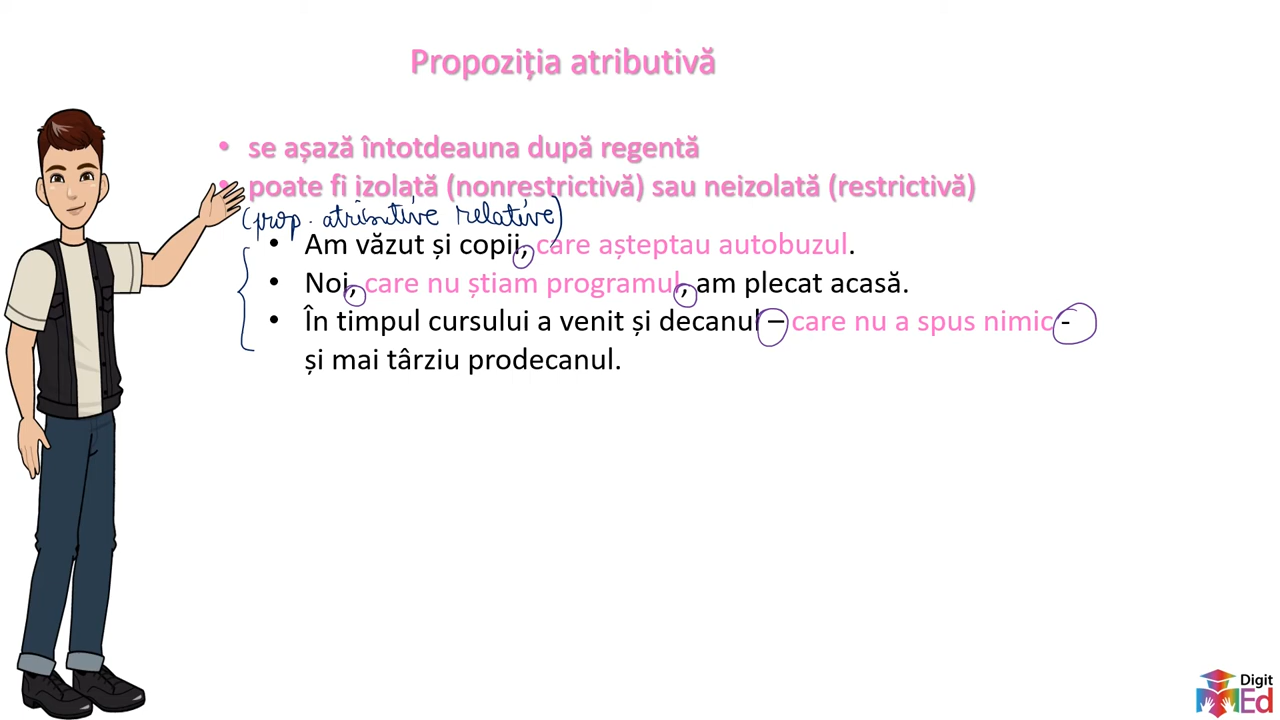 Propoziția atributivă
• se așază întotdeauna după regentă
• poate fi izolată (nonrestrictivă) sau neizolată (restrictivă)
(prop. atributive relative)
• Am văzut și copii, care așteptau autobuzul.
• Noi, care nu știam programul, am plecat acasă.
• În timpul cursului a venit și decanul – care nu a spus nimic -
și mai târziu prodecanul.
Digit
Ed